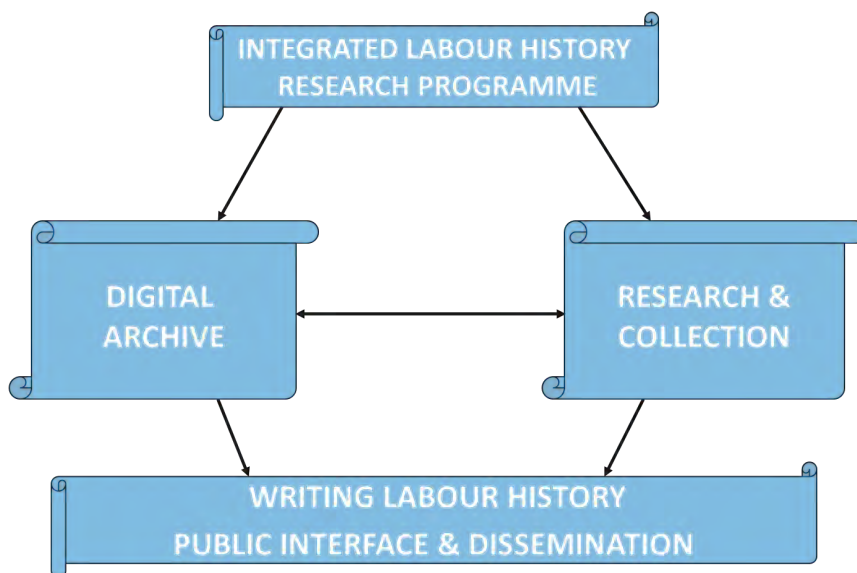 INTEGRATED LABOUR HISTORY
RESEARCH PROGRAMME
DIGITAL
ARCHIVE
RESEARCH &
COLLECTION
WRITING LABOUR HISTORY
PUBLIC INTERFACE & DISSEMINATION